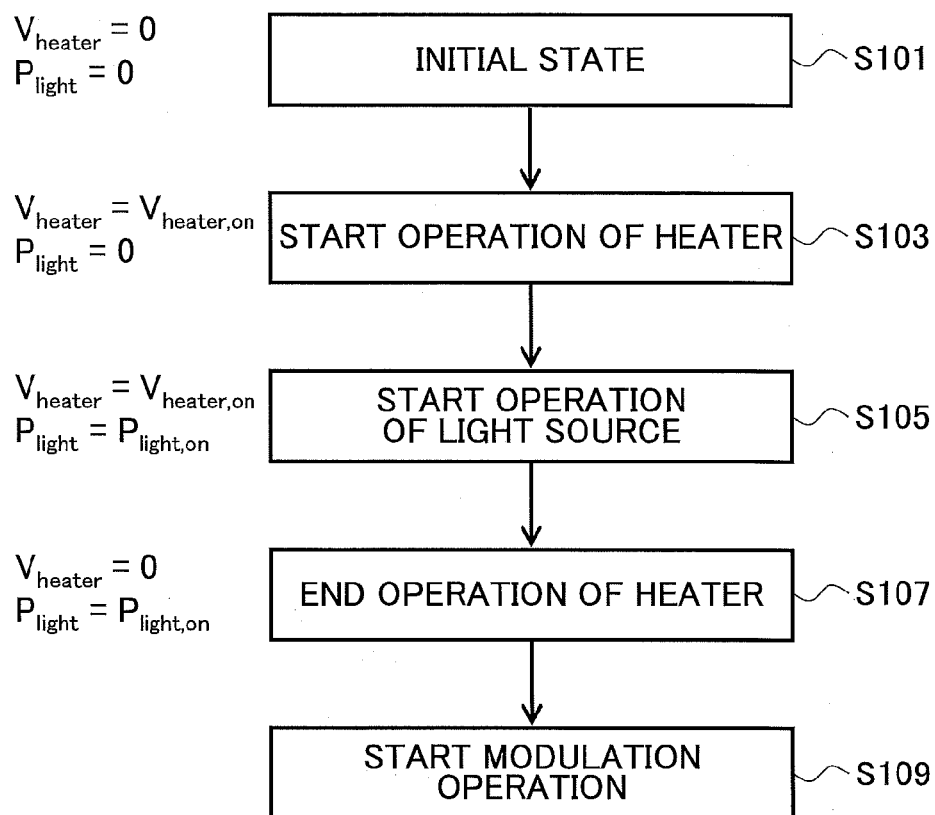 V_heater = 0
P_light = 0
INITIAL STATE
S101
V_heater = V_heater,on
P_light = 0
START OPERATION OF HEATER
S103
V_heater = V_heater,on
P_light = P_light,on
START OPERATION
OF LIGHT SOURCE
S105
V_heater = 0
P_light = P_light,on
END OPERATION OF HEATER
S107
START MODULATION
OPERATION
S109